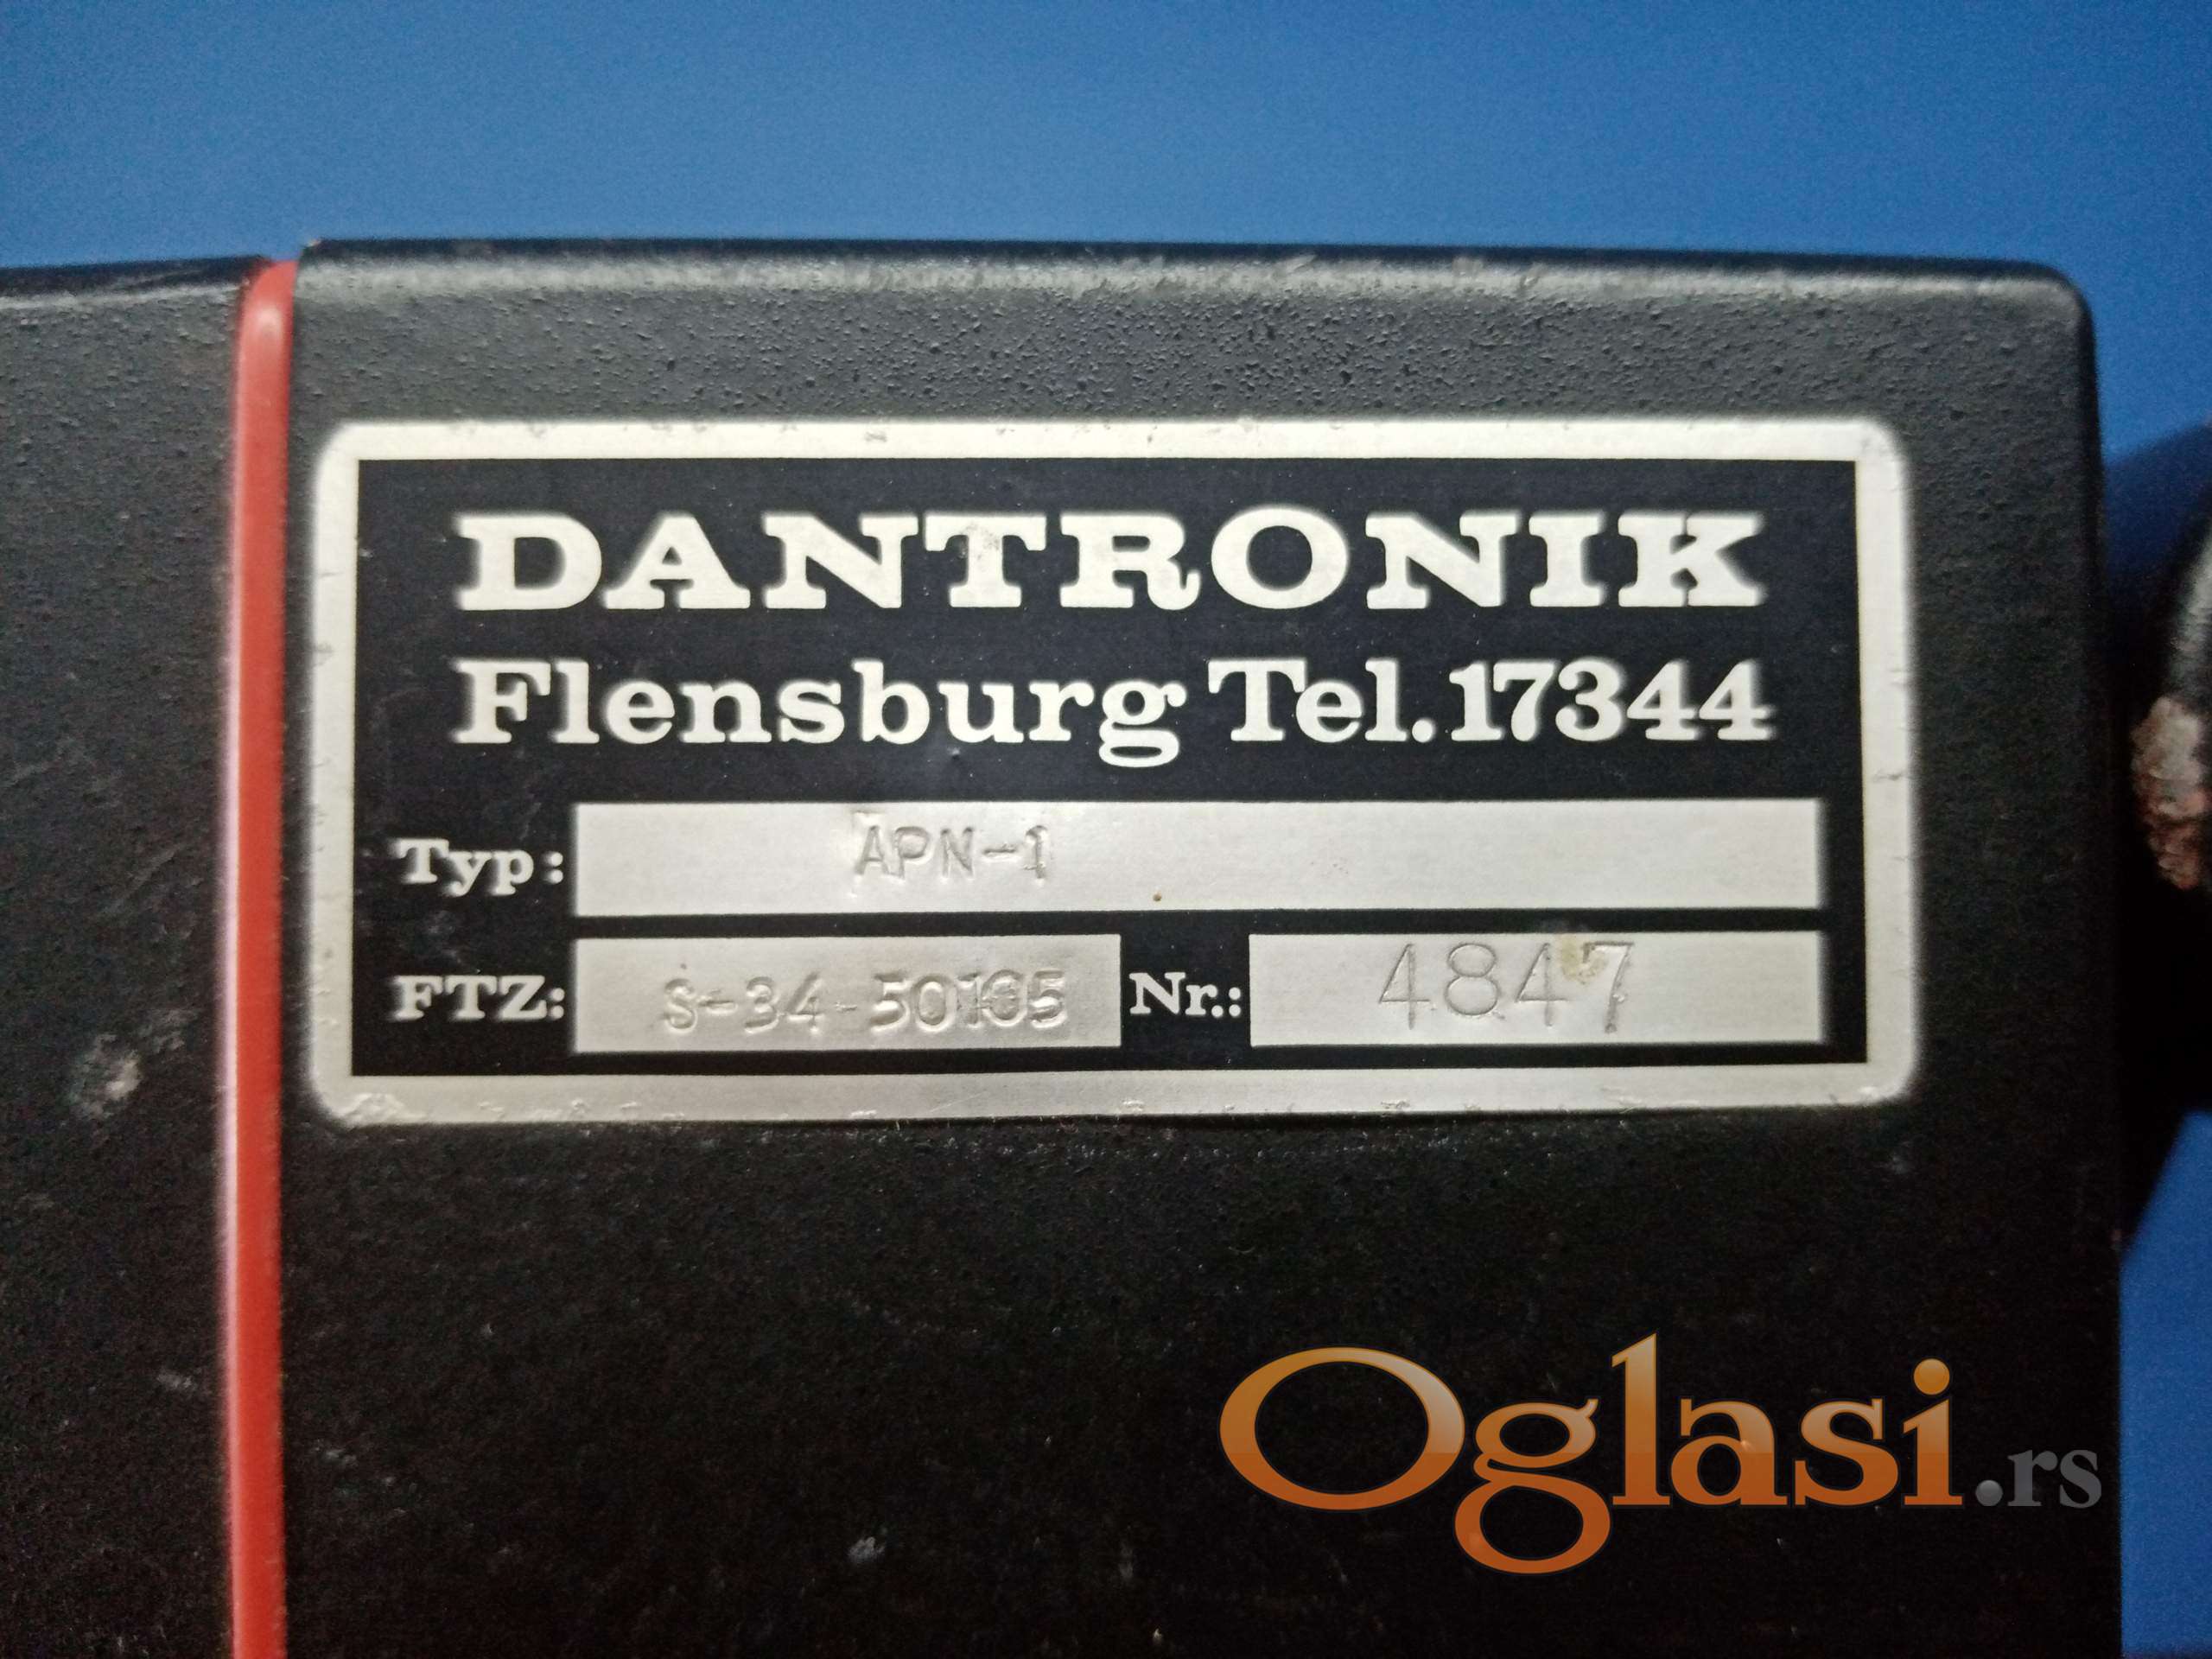 DANTRONIK
Flensburg Tel.17344
Typ: APN-1
FTZ: S-34-50105 Nr.: 4847
Oglasi.rs